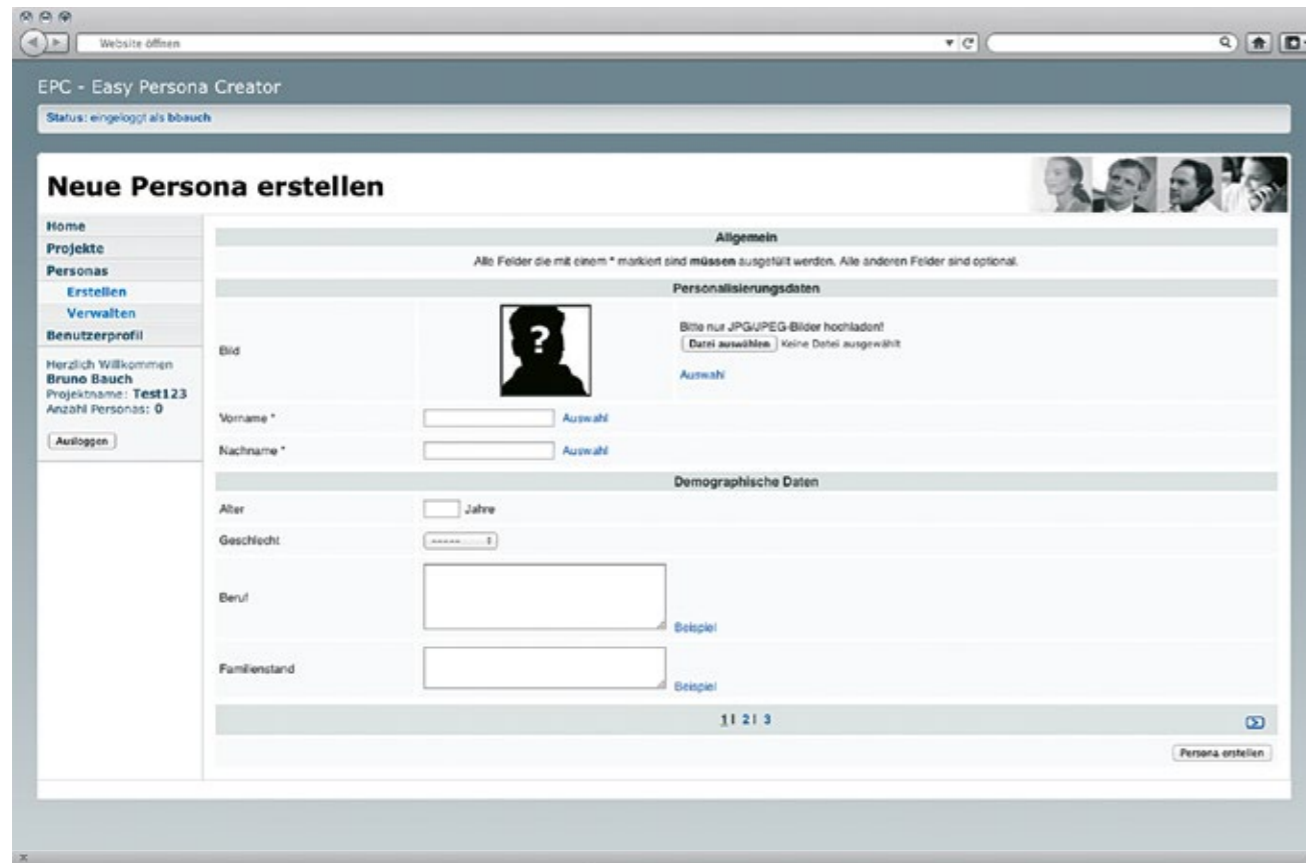 Website öffnen
EPC - Easy Persona Creator
Status: eingeloggt als bbauch
Neue Persona erstellen
Home
Projekte
Personas
Erstellen
Verwalten
Benutzerprofil
Herzlich Willkommen
Bruno Bauch
Projektname: Test123
Anzahl Personas: 0
Ausloggen
Allgemein
Alle Felder die mit einem * markiert sind müssen ausgefüllt werden. Alle anderen Felder sind optional.
Personalisierungsdaten
Bild
?
Bitte nur JPG/JPEG-Bilder hochladen!
Datei auswählen Keine Datei ausgewählt
Auswahl
Vorname * Auswahl
Nachname * Auswahl
Demographische Daten
Alter Jahre
Geschlecht -----
Beruf Beispiel
Familienstand Beispiel
1 | 2 | 3
Persona erstellen